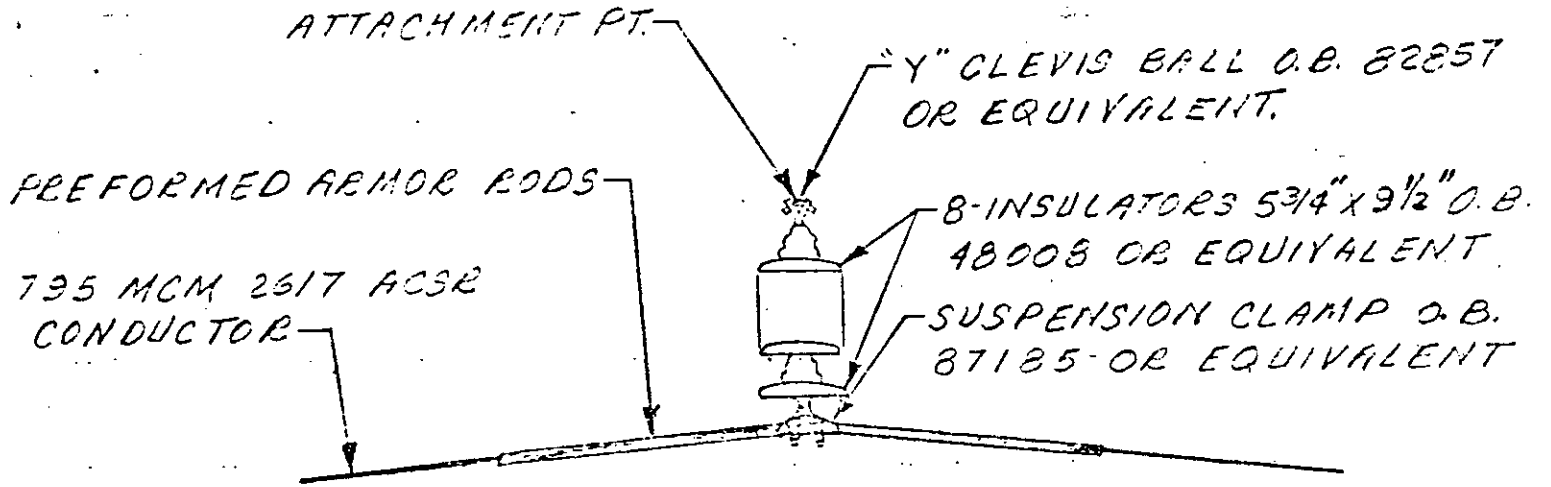 ATTACHMENT PT.
"Y" CLEVIS BALL O.B. 82857
OR EQUIVALENT.
PREFORMED ARMOR RODS
8-INSULATORS 5 3/4" X 9 1/2" O.B.
48008 OR EQUIVALENT
795 MCM 26/7 ACSR
CONDUCTOR
SUSPENSION CLAMP O.B.
87185-OR EQUIVALENT